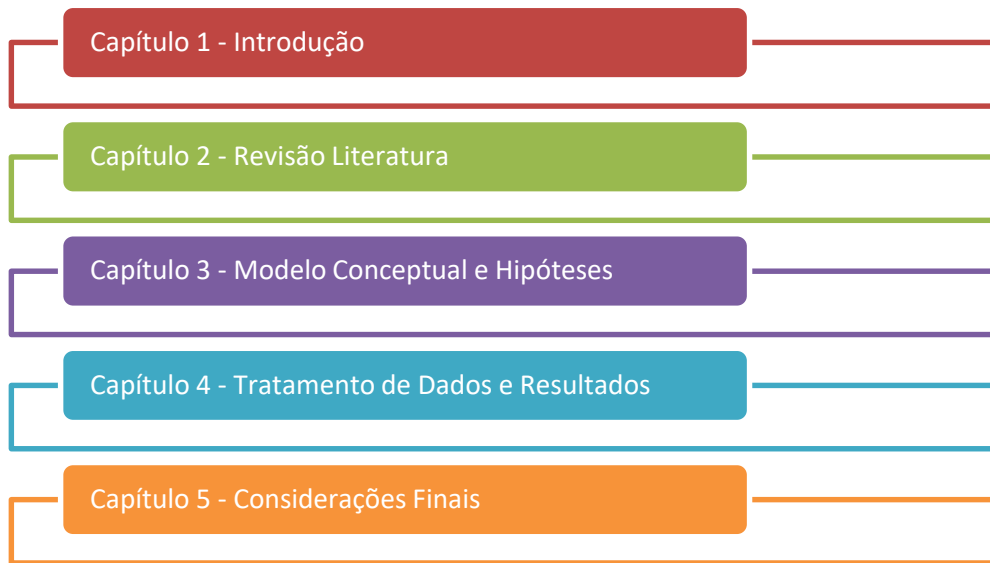 Capítulo 1 - Introdução
Capítulo 2 - Revisão Literatura
Capítulo 3 - Modelo Conceptual e Hipóteses
Capítulo 4 - Tratamento de Dados e Resultados
Capítulo 5 - Considerações Finais